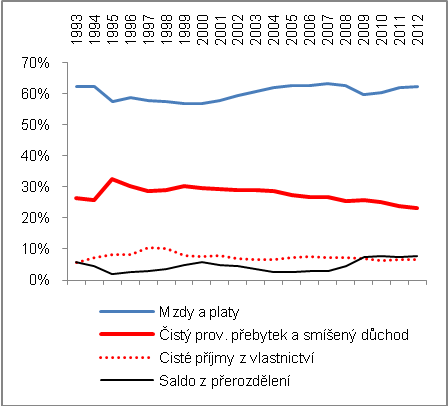 1993 1994 1995 1996 1997 1998 1999 2000 2001 2002 2003 2004 2005 2006 2007 2008 2009 2010 2011 2012
70%
60%
50%
40%
30%
20%
10%
0%
Mzdy a platy
Čistý prov. přebytek a smíšený důchod
Cisté příjmy z vlastnictví
Saldo z přerozdělení